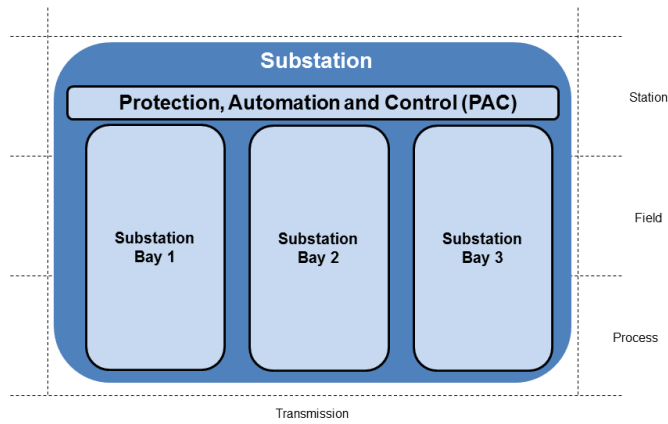 Substation
Protection, Automation and Control (PAC)
Station
Substation
Bay 1
Substation
Bay 2
Substation
Bay 3
Field
Process
Transmission